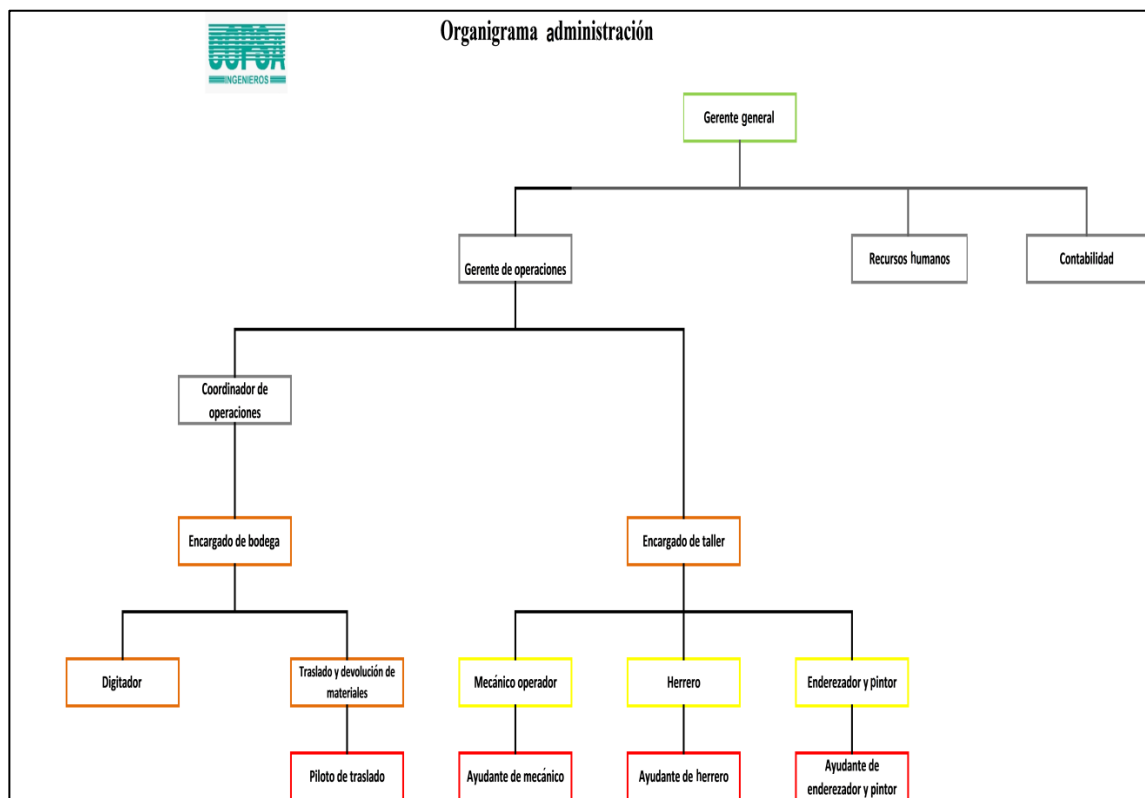 Organigrama administración
COPSA
INGENIEROS
Gerente general
Gerente de operaciones
Recursos humanos
Contabilidad
Coordinador de
operaciones
Encargado de bodega
Encargado de taller
Digitador
Traslado y devolución de
materiales
Mecánico operador
Herrero
Enderezador y pintor
Piloto de traslado
Ayudante de mecánico
Ayudante de herrero
Ayudante de
enderezador y pintor